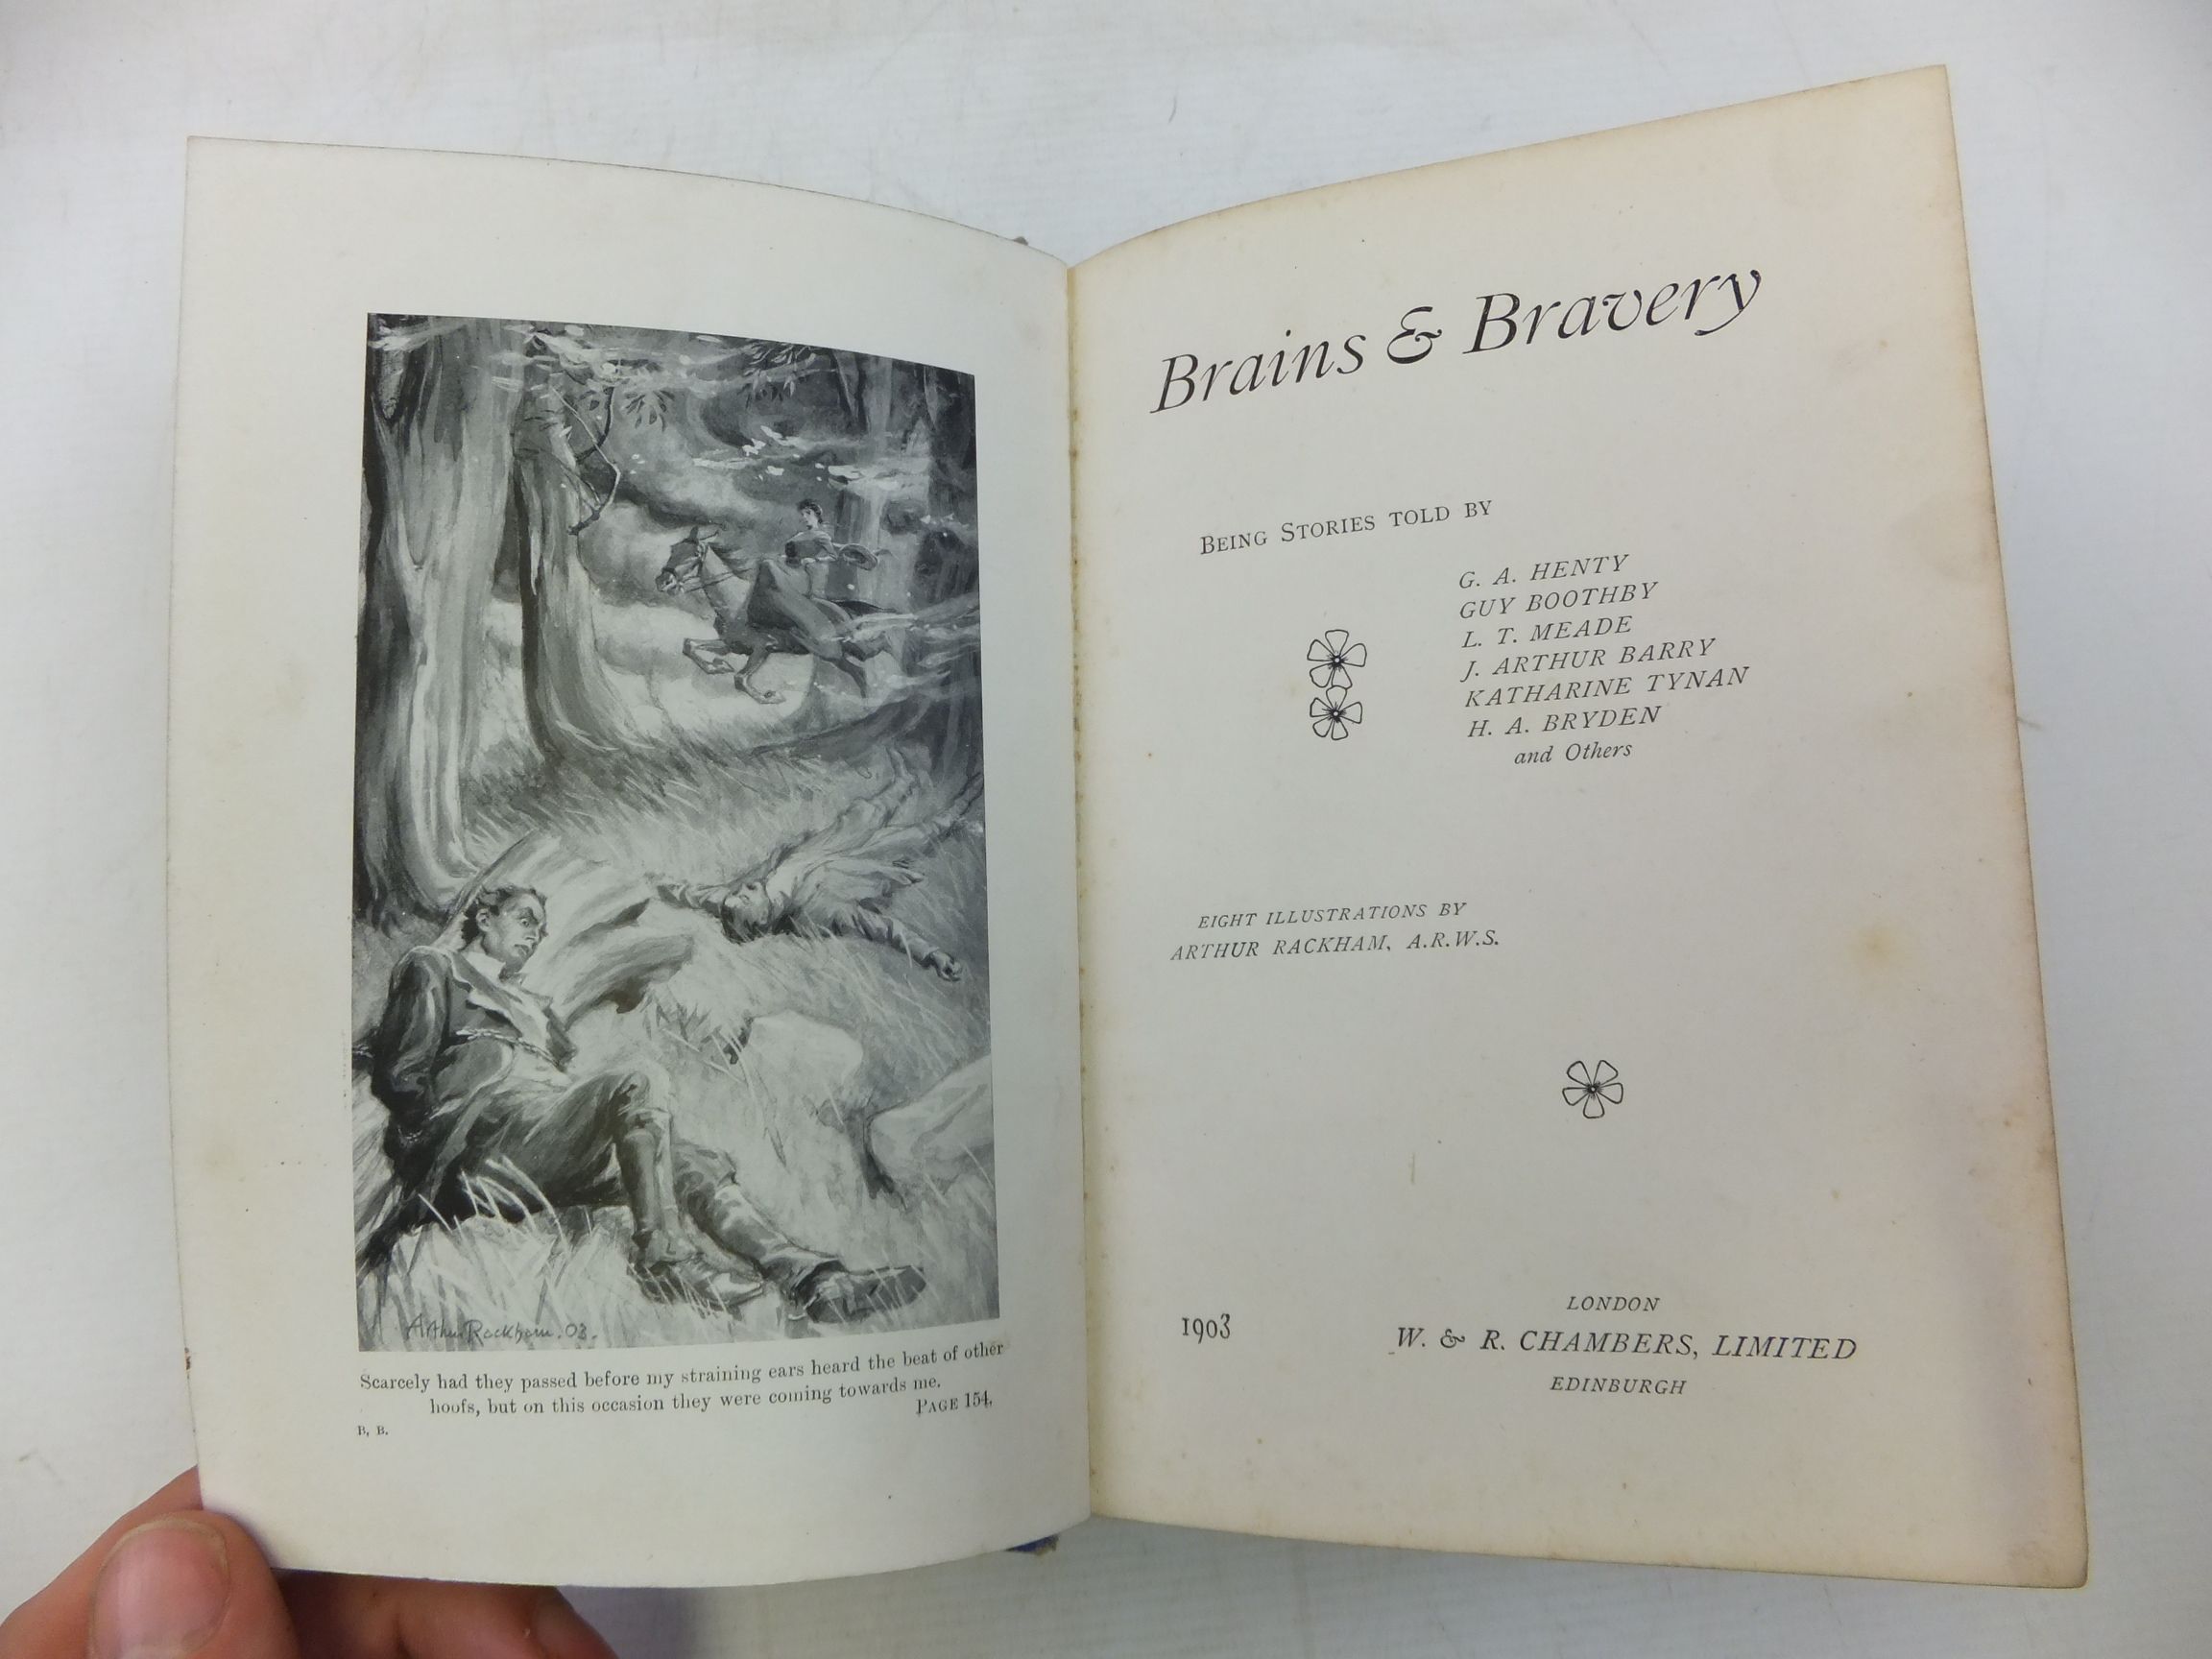 Arthur Rackham.03.
Scarcely had they passed before my straining ears heard the beat of other
hoofs, but on this occasion they were coming towards me.
PAGE 154.
B. B.
Brains & Bravery
BEING STORIES TOLD BY
G. A. HENTY
GUY BOOTHBY
L. T. MEADE
J. ARTHUR BARRY
KATHARINE TYNAN
H. A. BRYDEN
and Others
EIGHT ILLUSTRATIONS BY
ARTHUR RACKHAM, A.R.W.S.
LONDON
1903 W. & R. CHAMBERS, LIMITED
EDINBURGH